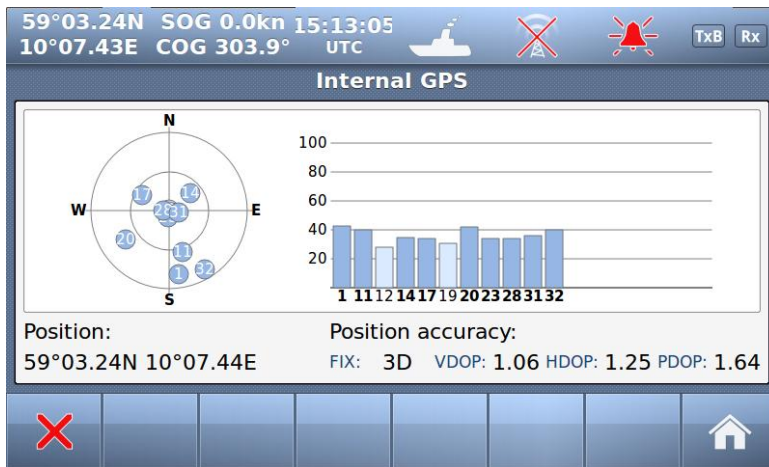 59°03.24N SOG 0.0kn 15:13:05
10°07.43E COG 303.9° UTC TxB Rx
Internal GPS
N
W E
S
17 14
28 31
20
11
1 32
100
80
60
40
20
1 11 12 14 17 19 20 23 28 31 32
Position: Position accuracy:
59°03.24N 10°07.44E FIX: 3D VDOP: 1.06 HDOP: 1.25 PDOP: 1.64